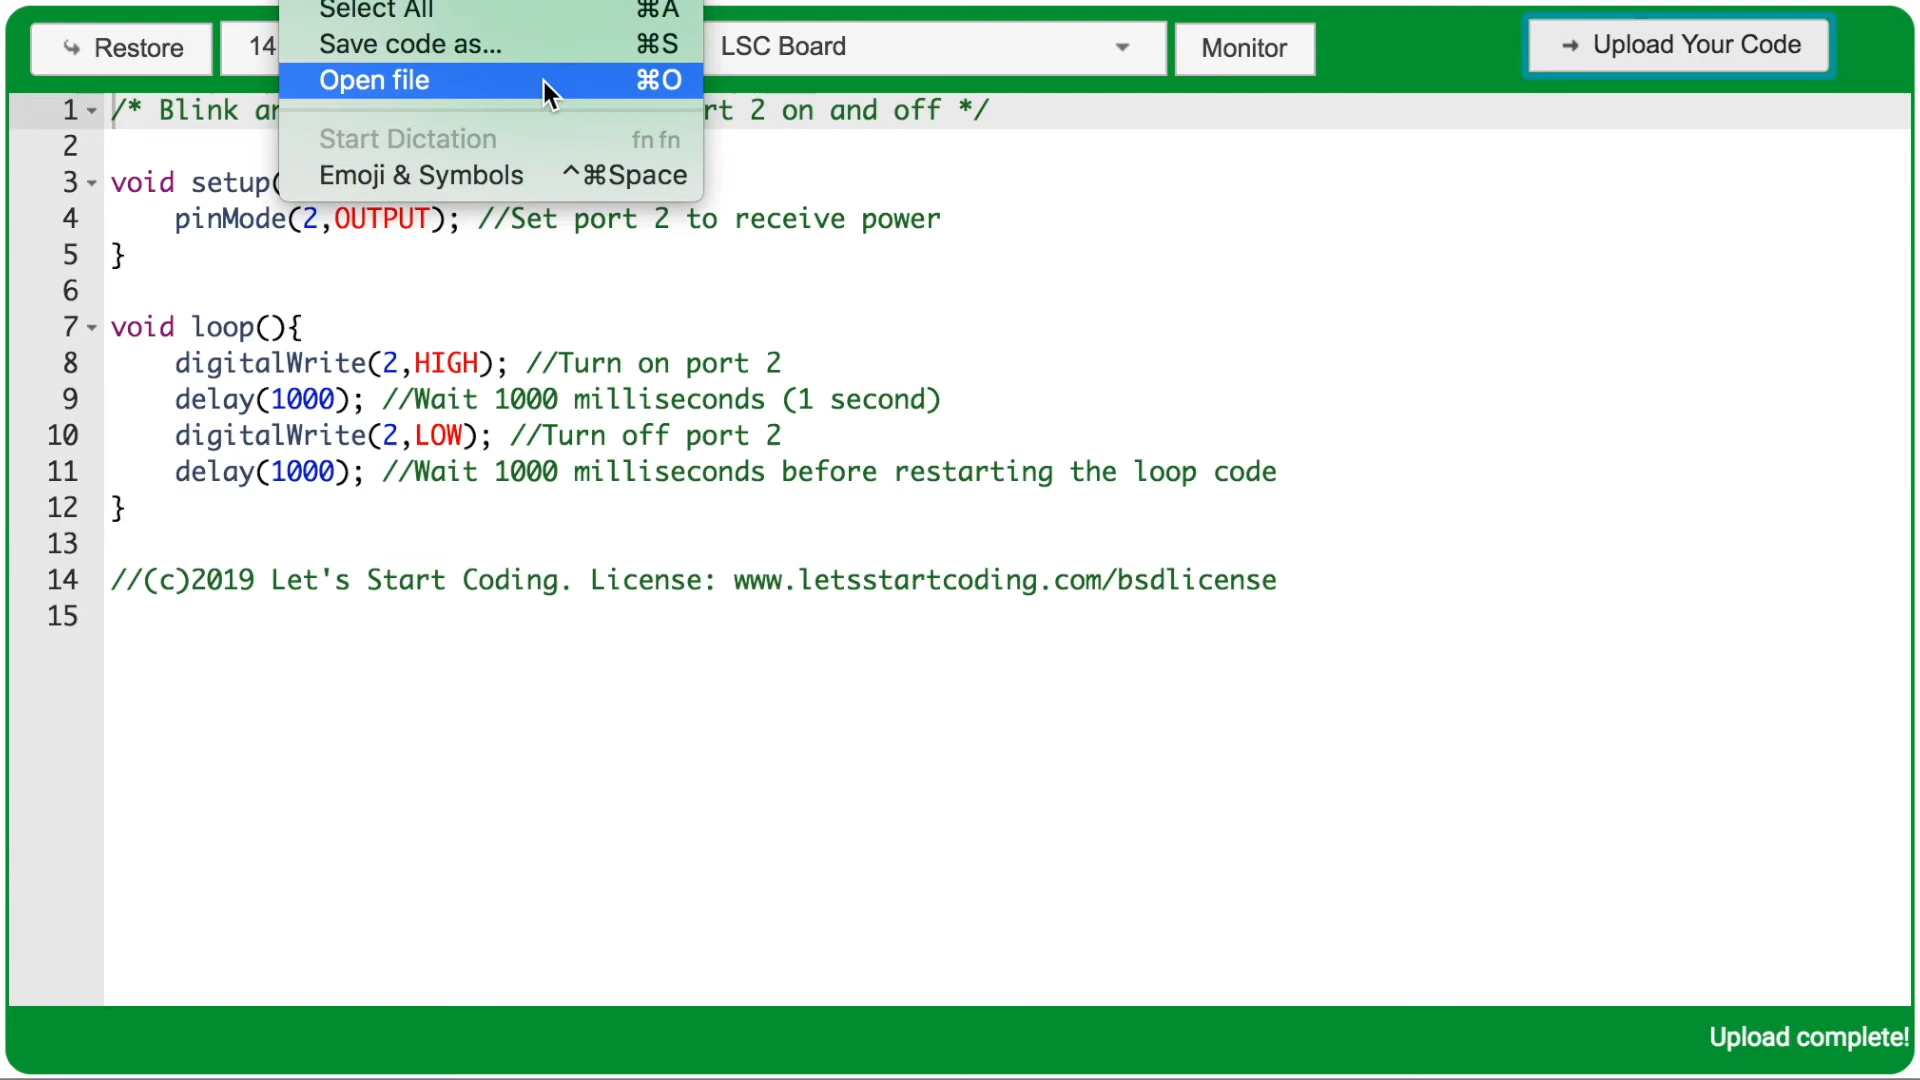 Select All ⌘A
Restore 14 Save code as... ⌘S LSC Board Monitor → Upload Your Code
Open file ⌘O
1 /* Blink an rt 2 on and off */
Start Dictation fn fn
2
Emoji & Symbols ^⌘Space
3 void setup(
4 pinMode(2,OUTPUT); //Set port 2 to receive power
5 }
6
7 void loop(){
8 digitalWrite(2,HIGH); //Turn on port 2
9 delay(1000); //Wait 1000 milliseconds (1 second)
10 digitalWrite(2,LOW); //Turn off port 2
11 delay(1000); //Wait 1000 milliseconds before restarting the loop code
12 }
13
14 //(c)2019 Let's Start Coding. License: www.letsstartcoding.com/bsdlicense
15
Upload complete!